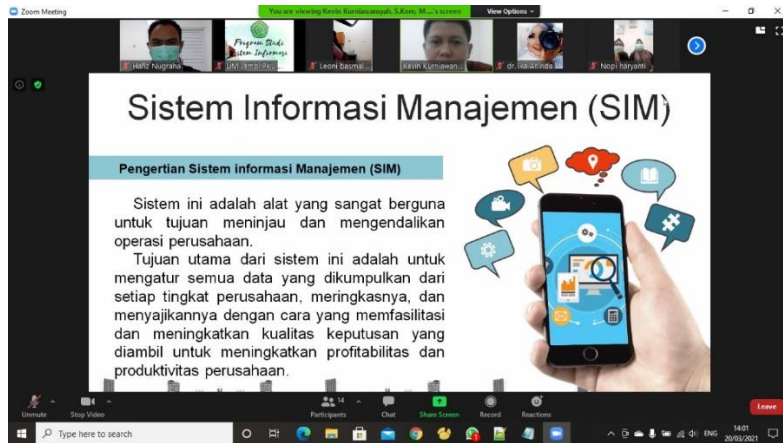 Zoom Meeting
You are viewing Kevin Kurniawansyah, S.Kom, M....'s screen
View Options
Hafiz Nugraha
Program Studi
Sistem Informasi
Leoni basmal...
Kevin Kurniawan...
dr. Ika Aninda
Nopi haryanti
Sistem Informasi Manajemen (SIM)
Pengertian Sistem informasi Manajemen (SIM)
Sistem ini adalah alat yang sangat berguna
untuk tujuan meninjau dan mengendalikan
operasi perusahaan.
Tujuan utama dari sistem ini adalah untuk
mengatur semua data yang dikumpulkan dari
setiap tingkat perusahaan, meringkasnya, dan
menyajikannya dengan cara yang memfasilitasi
dan meningkatkan kualitas keputusan yang
diambil untuk meningkatkan profitabilitas dan
produktivitas perusahaan.
Unmute
Stop Video
14
Participants
Chat
Share Screen
Record
Reactions
Leave
Type here to search
ENG
14:01
20/03/2021